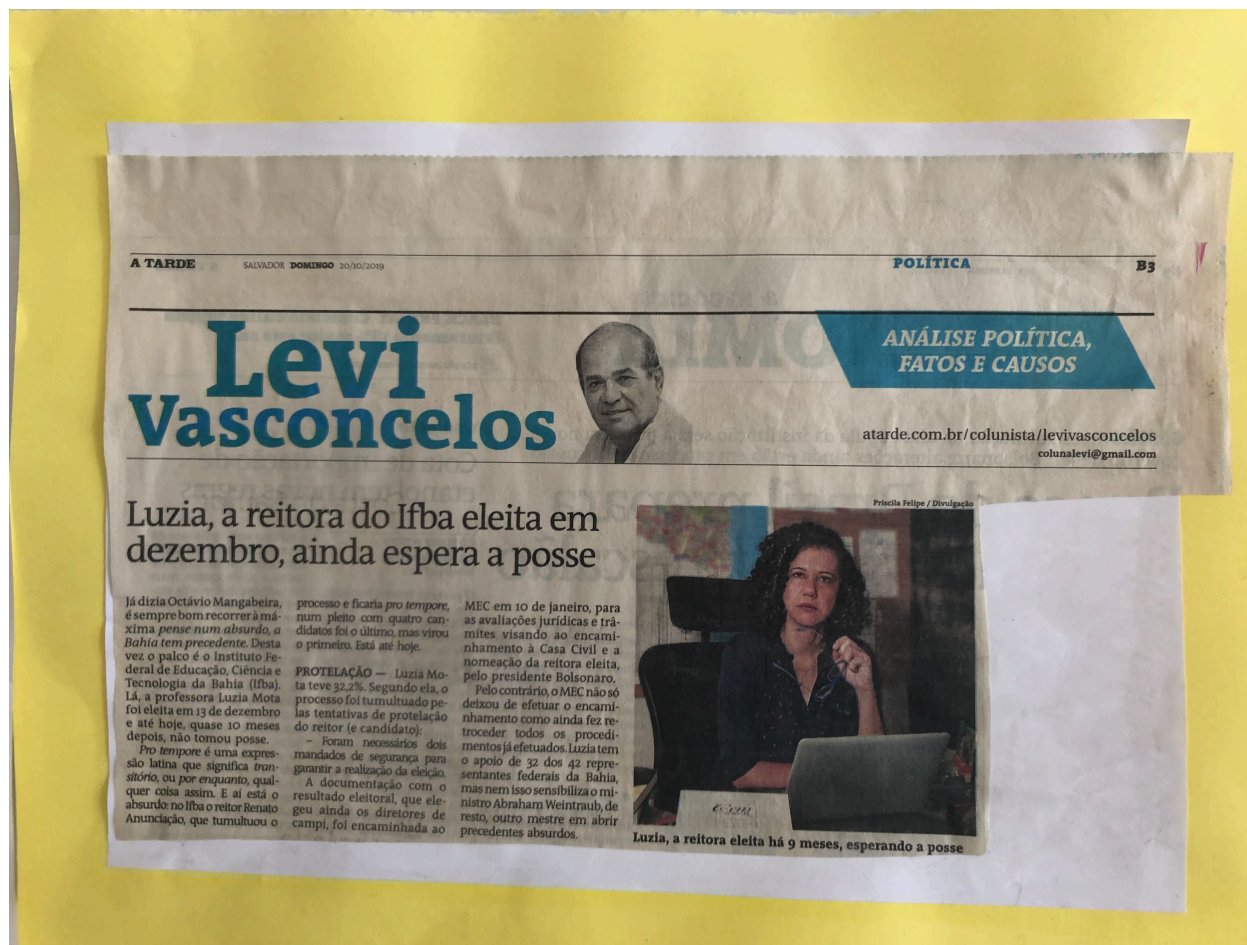 A TARDE SALVADOR DOMINGO 20/10/2019 POLÍTICA B3
Levi
Vasconcelos
ANÁLISE POLÍTICA,
FATOS E CAUSOS
atarde.com.br/colunista/levivasconcelos
colunalevi@gmail.com
Luzia, a reitora do Ifba eleita em
dezembro, ainda espera a posse
Já dizia Octávio Mangabeira,
é sempre bom recorrer à má-
xima pense num absurdo, a
Bahia tem precedente. Desta
vez o palco é o Instituto Fe-
deral de Educação, Ciência e
Tecnologia da Bahia (Ifba).
Lá, a professora Luzia Mota
foi eleita em 13 de dezembro
e até hoje, quase 10 meses
depois, não tomou posse.
Pro tempore é uma expres-
são latina que significa tran-
sitório, ou por enquanto, qual-
quer coisa assim. E aí está o
absurdo: no Ifba o reitor Renato
Anunciação, que tumultuou o
processo e ficaria pro tempore,
num pleito com quatro can-
didatos foi o último, mas virou
o primeiro. Está até hoje.
PROTELAÇÃO — Luzia Mo-
ta teve 32,2%. Segundo ela, o
processo foi tumultuado pe-
las tentativas de protelação
do reitor (e candidato):
– Foram necessários dois
mandados de segurança para
garantir a realização da eleição.
A documentação com o
resultado eleitoral, que ele-
geu ainda os diretores de
campi, foi encaminhada ao
MEC em 10 de janeiro, para
as avaliações jurídicas e trâ-
mites visando ao encami-
nhamento à Casa Civil e a
nomeação da reitora eleita,
pelo presidente Bolsonaro.
Pelo contrário, o MEC não só
deixou de efetuar o encami-
nhamento como ainda fez re-
troceder todos os procedi-
mentos já efetuados. Luzia tem
o apoio de 32 dos 42 repre-
sentantes federais da Bahia,
mas nem isso sensibiliza o mi-
nistro Abraham Weintraub, de
resto, outro mestre em abrir
precedentes absurdos.
Priscila Felipe / Divulgação
Luzia, a reitora eleita há 9 meses, esperando a posse